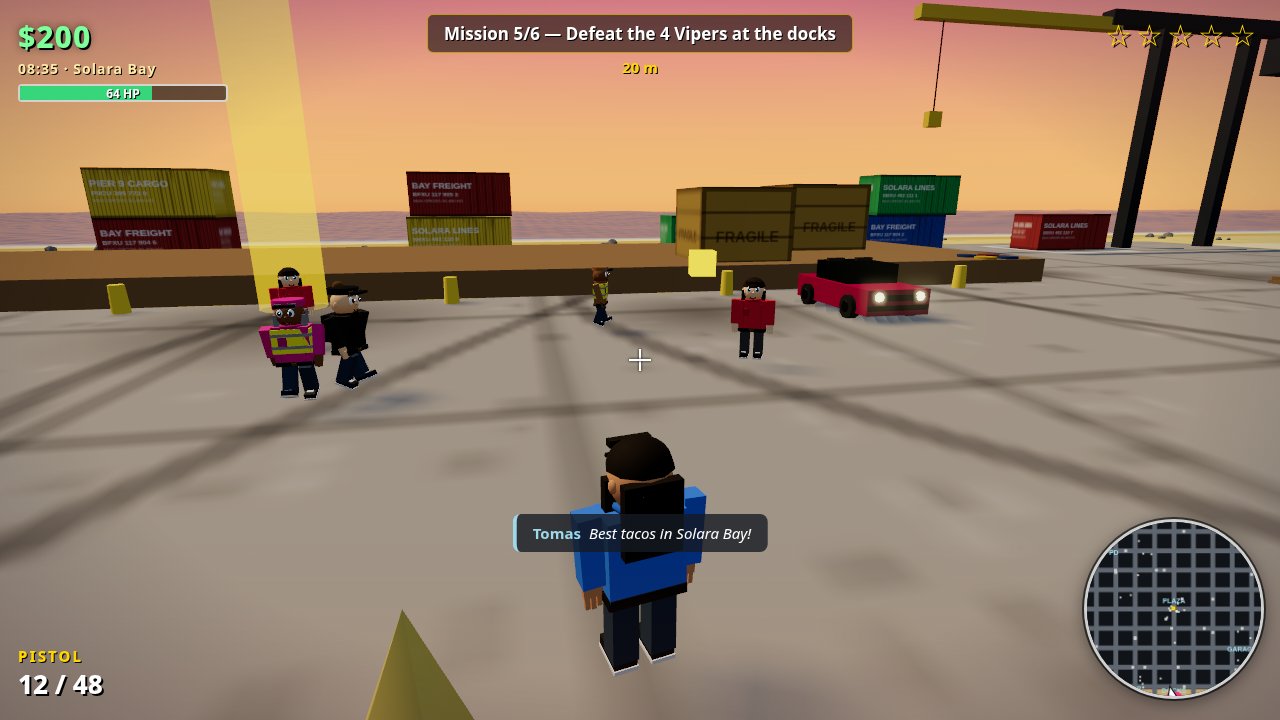 $200
08:35 · Solara Bay
64 HP
Mission 5/6 — Defeat the 4 Vipers at the docks
20 m
PIER 9 CARGO
BAY FREIGHT
BAY FREIGHT
SOLARA LINES
FRAGILE
FRAGILE
SOLARA LINES
BAY FREIGHT
SOLARA LINES
Tomas Best tacos in Solara Bay!
PD
PLAZA
PISTOL
12 / 48